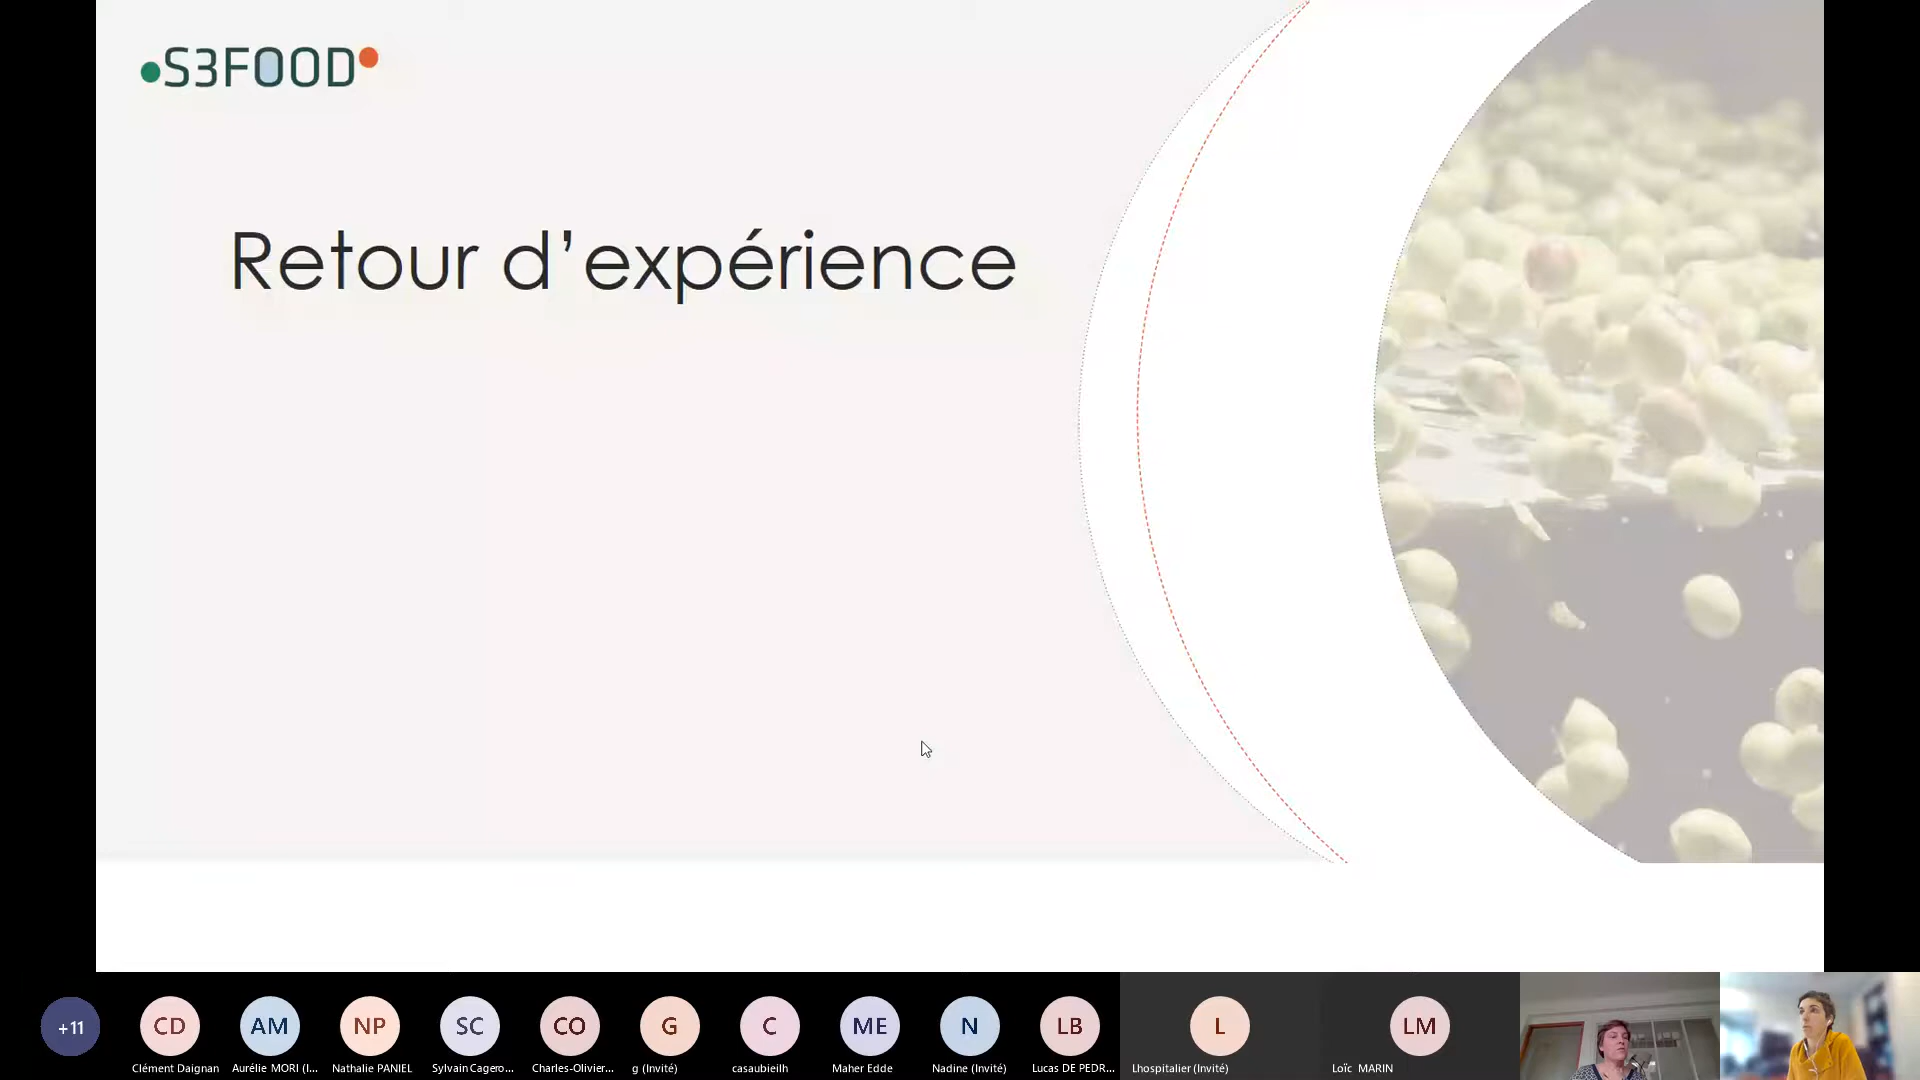 S3FOOD
Retour d’expérience
+11
CD
AM
NP
SC
CO
G
C
ME
N
LB
L
LM
Clément Daignan
Aurélie MORI (I...
Nathalie PANIEL
Sylvain Cagero...
Charles-Olivier...
g (Invité)
casaubieilh
Maher Edde
Nadine (Invité)
Lucas DE PEDR...
Lhospitalier (Invité)
Loïc MARIN